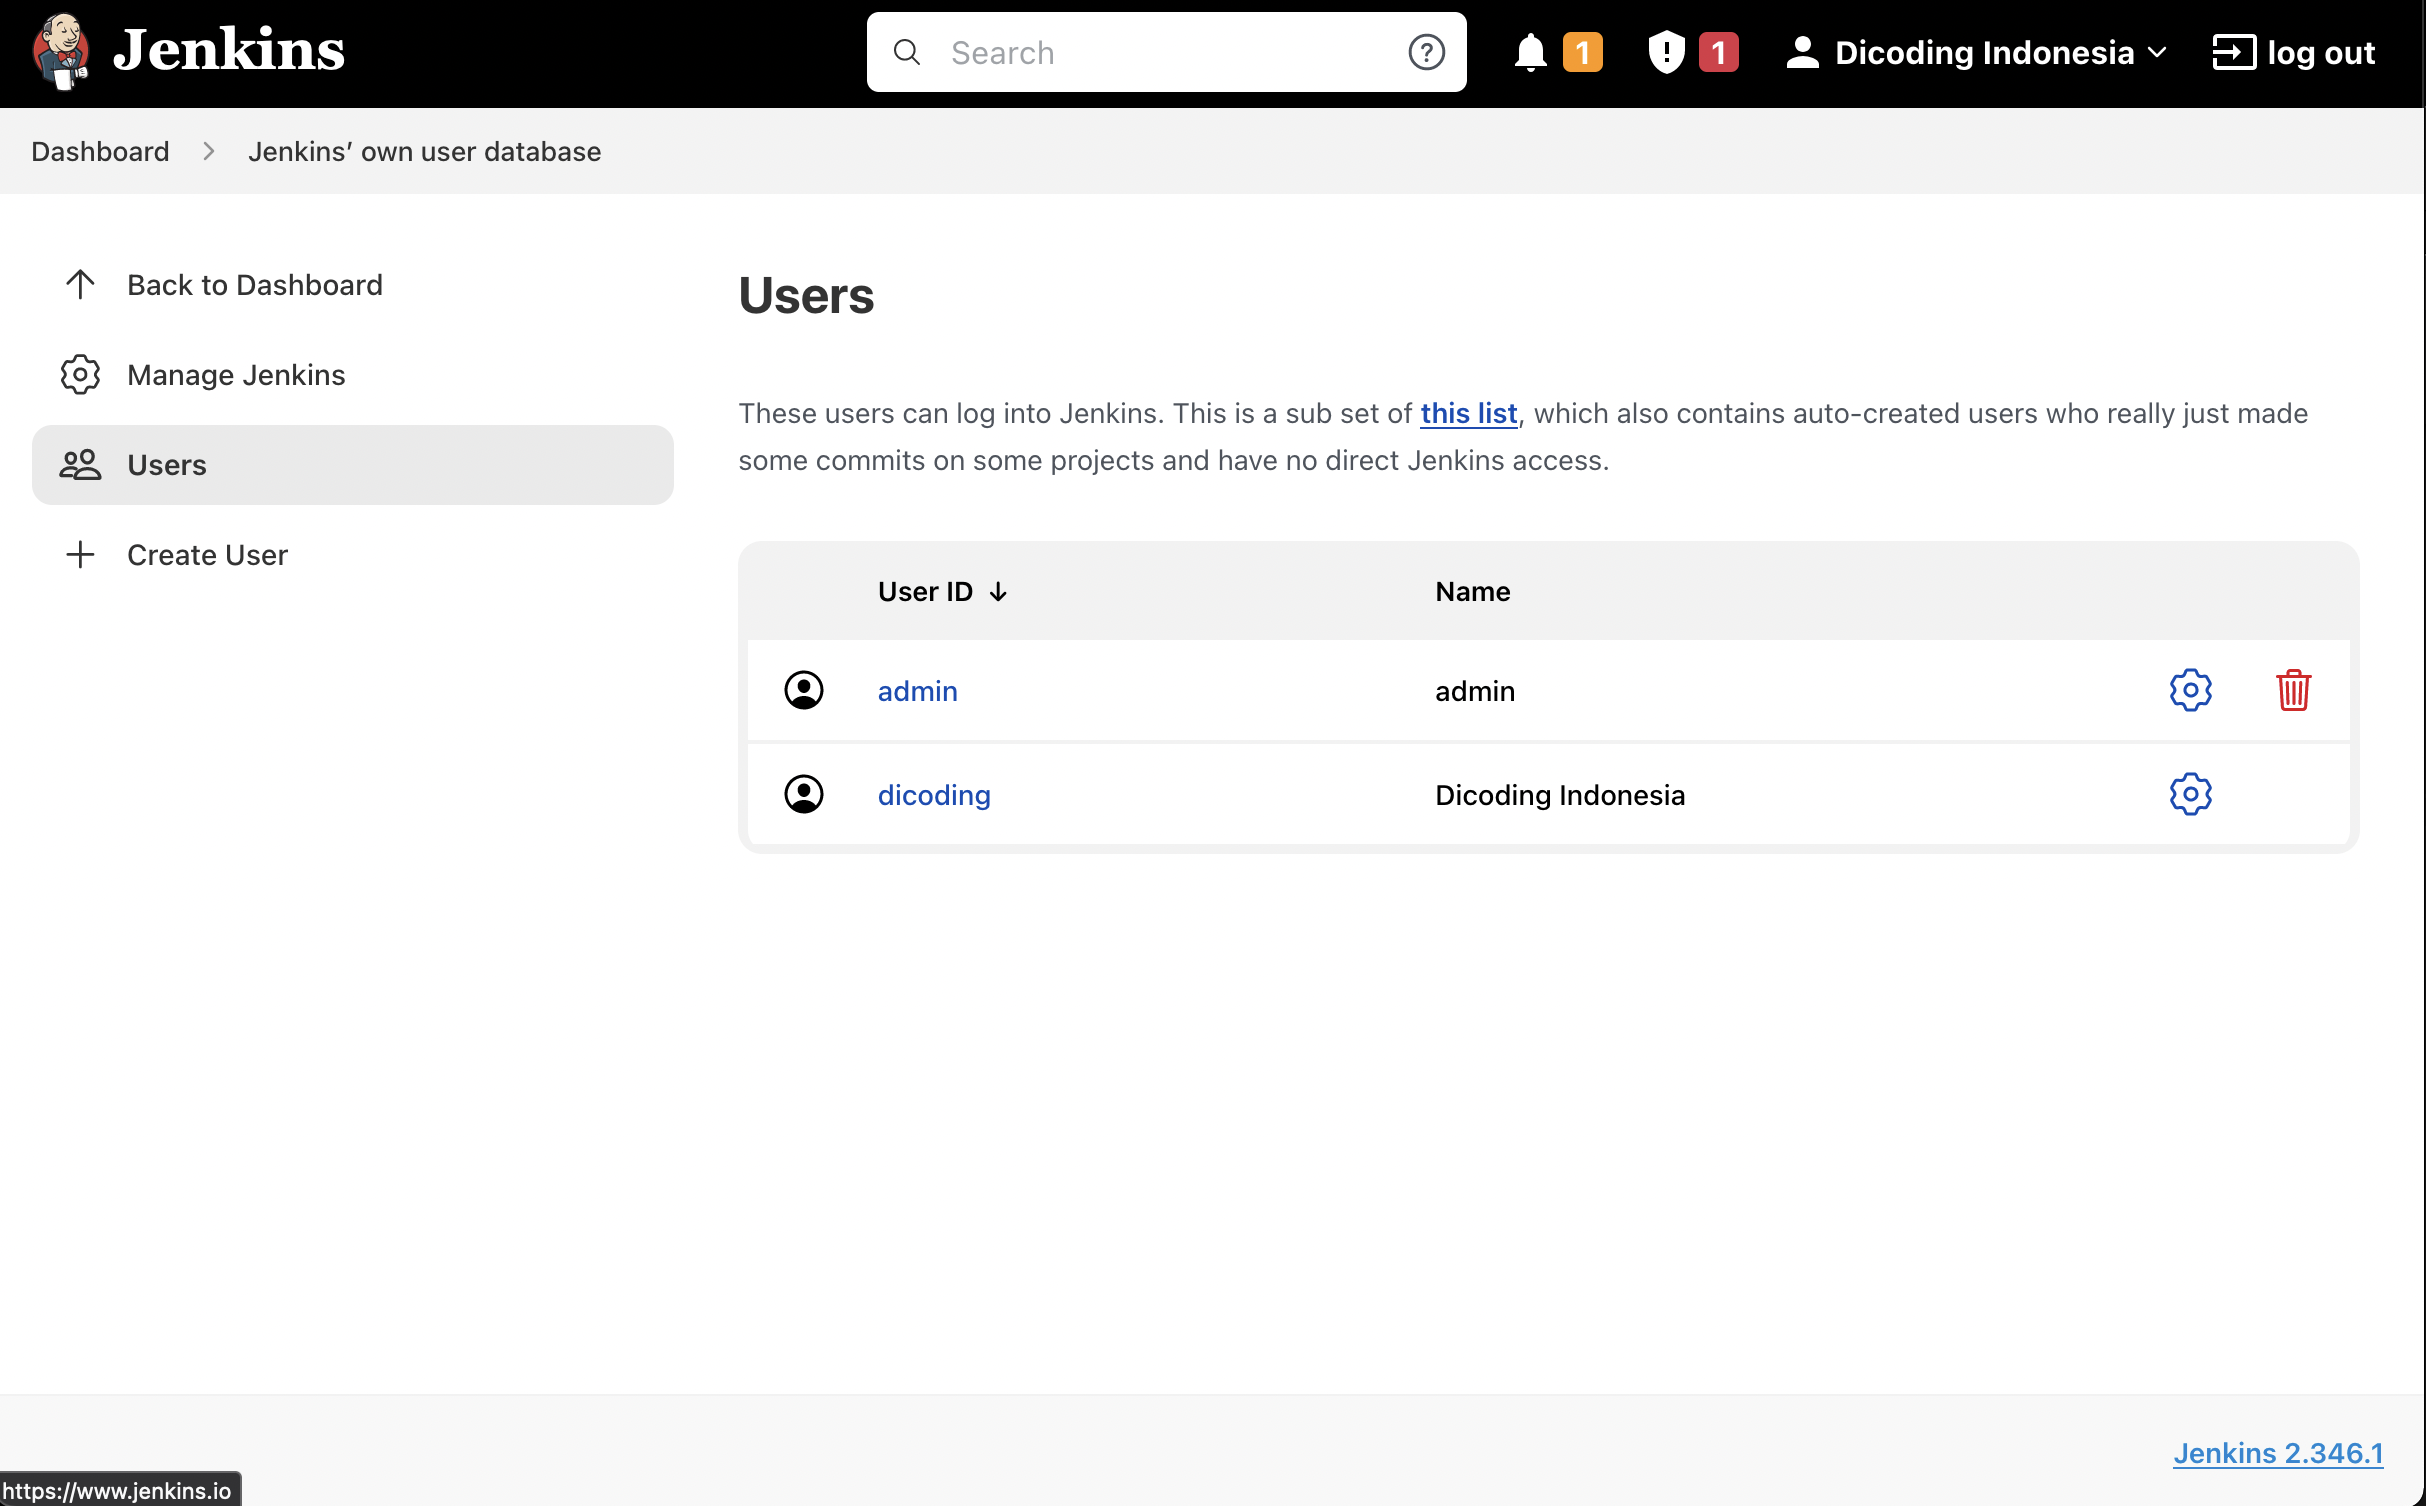 Jenkins
Search
1
1
Dicoding Indonesia
log out
Dashboard
Jenkins’ own user database
Back to Dashboard
Manage Jenkins
Users
Create User
Users
These users can log into Jenkins. This is a sub set of this list, which also contains auto-created users who really just made
some commits on some projects and have no direct Jenkins access.
User ID ↓
Name
admin
admin
dicoding
Dicoding Indonesia
Jenkins 2.346.1
https://www.jenkins.io